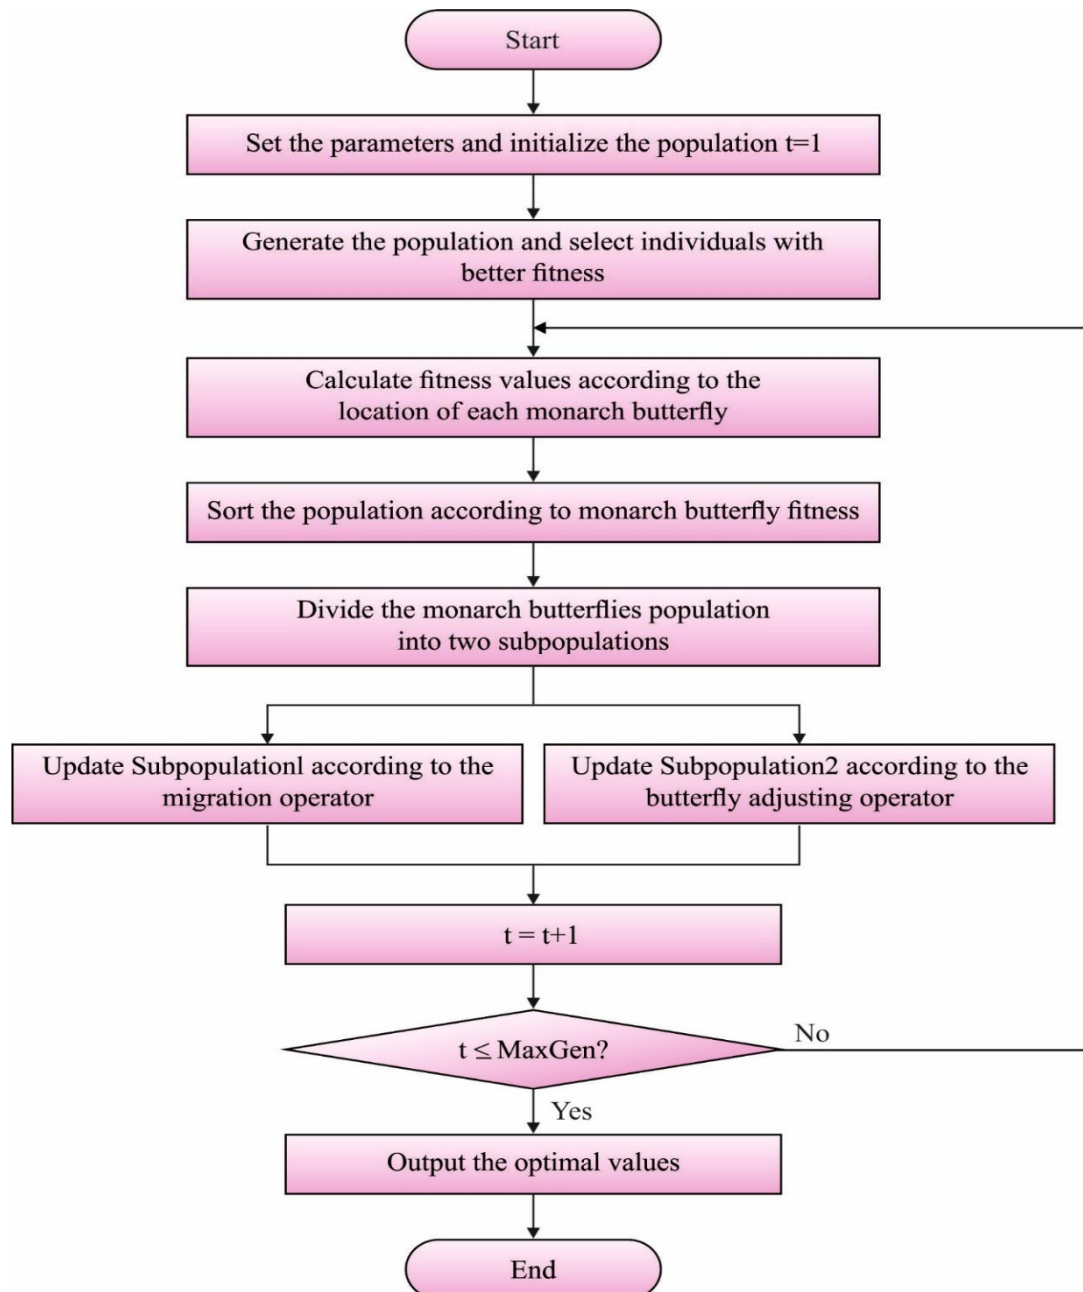 Start
Set the parameters and initialize the population t=1
Generate the population and select individuals with
better fitness
Calculate fitness values according to the
location of each monarch butterfly
Sort the population according to monarch butterfly fitness
Divide the monarch butterflies population
into two subpopulations
Update Subpopulationl according to the
migration operator
Update Subpopulation2 according to the
butterfly adjusting operator
t = t+1
t ≤ MaxGen?
No
Yes
Output the optimal values
End